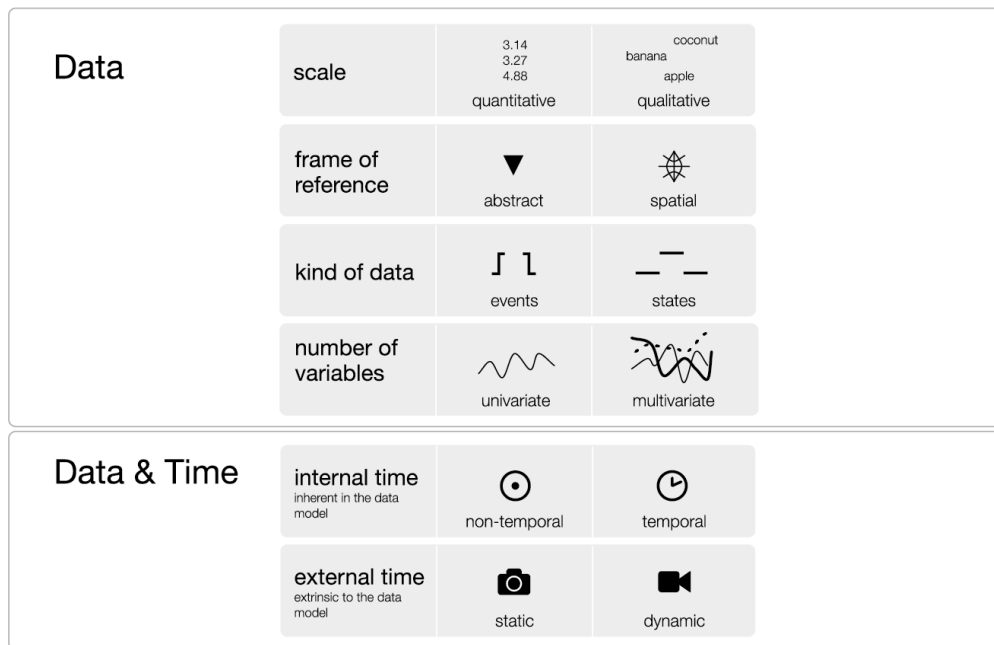 Data
scale
3.14
3.27
4.88
quantitative
coconut
banana
apple
qualitative
frame of
reference
abstract
spatial
kind of data
events
states
number of
variables
univariate
multivariate
Data & Time
internal time
inherent in the data
model
non-temporal
temporal
external time
extrinsic to the data
model
static
dynamic